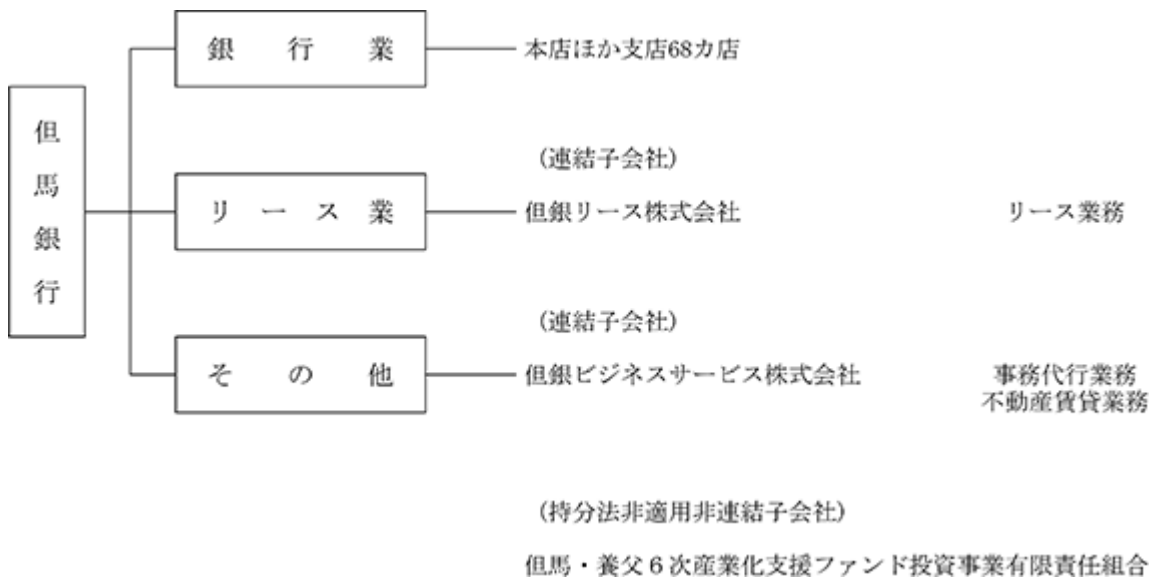 但馬銀行
銀行業
本店ほか支店68カ店
(連結子会社)
リース業
但銀リース株式会社
リース業務
(連結子会社)
その他
但銀ビジネスサービス株式会社
事務代行業務
不動産賃貸業務
(持分法非適用非連結子会社)
但馬・養父6次産業化支援ファンド投資事業有限責任組合